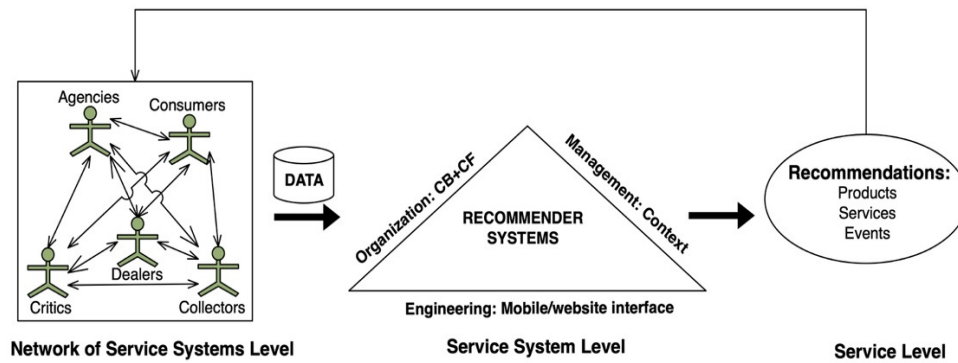 Agencies
Consumers
Dealers
Critics
Collectors
Network of Service Systems Level
DATA
Organization: CB+CF
Management: Context
RECOMMENDER
SYSTEMS
Engineering: Mobile/website interface
Service System Level
Recommendations:
Products
Services
Events
Service Level